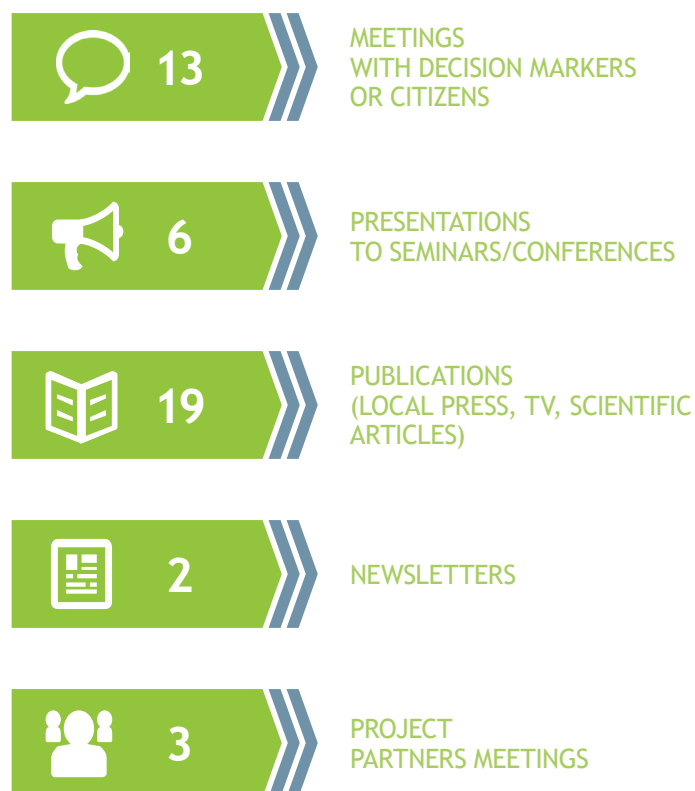 13
MEETINGS
WITH DECISION MARKERS
OR CITIZENS
6
PRESENTATIONS
TO SEMINARS/CONFERENCES
19
PUBLICATIONS
(LOCAL PRESS, TV, SCIENTIFIC
ARTICLES)
2
NEWSLETTERS
3
PROJECT
PARTNERS MEETINGS